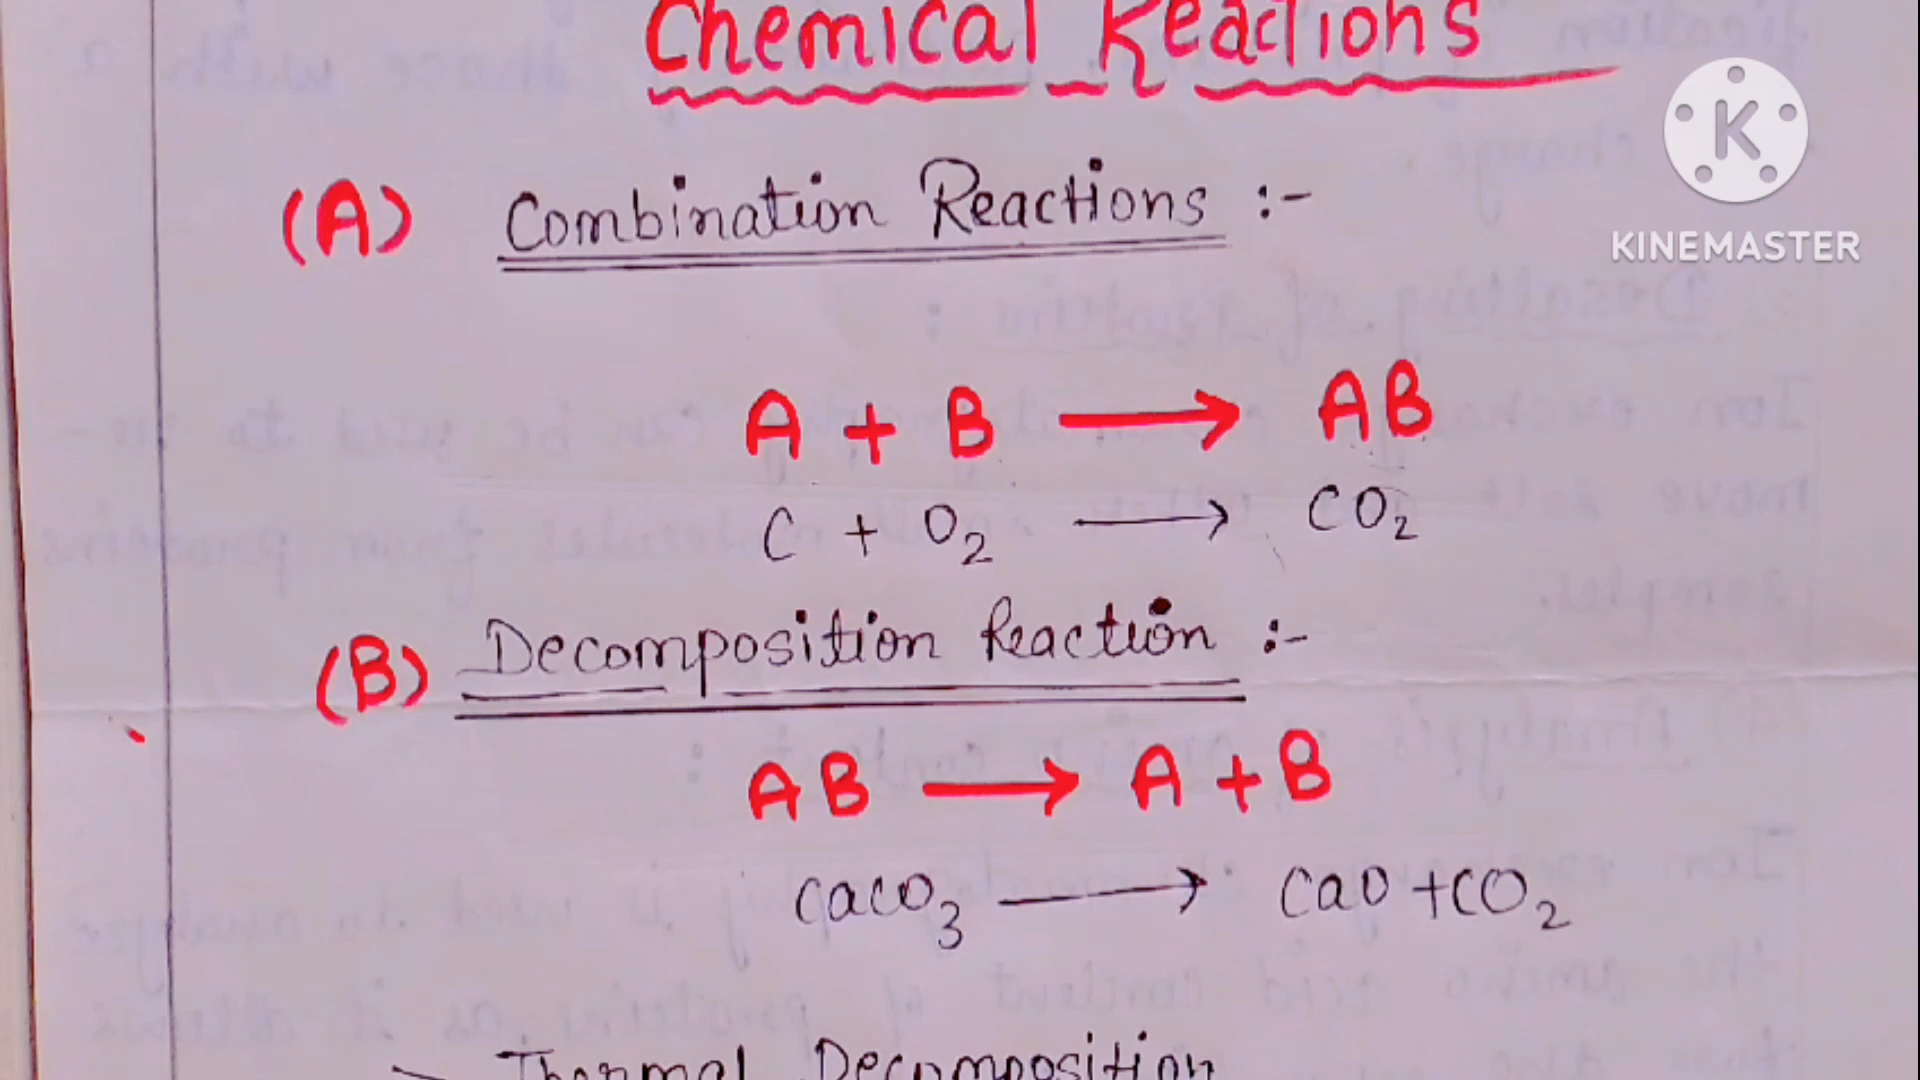 Chemical Reactions
K
KINEMASTER
(A) Combination Reactions :-
A + B → AB
C + O₂ → CO₂
(B) Decomposition Reaction :-
AB → A + B
CaCO₃ → CaO + CO₂
Thermal Decomposition